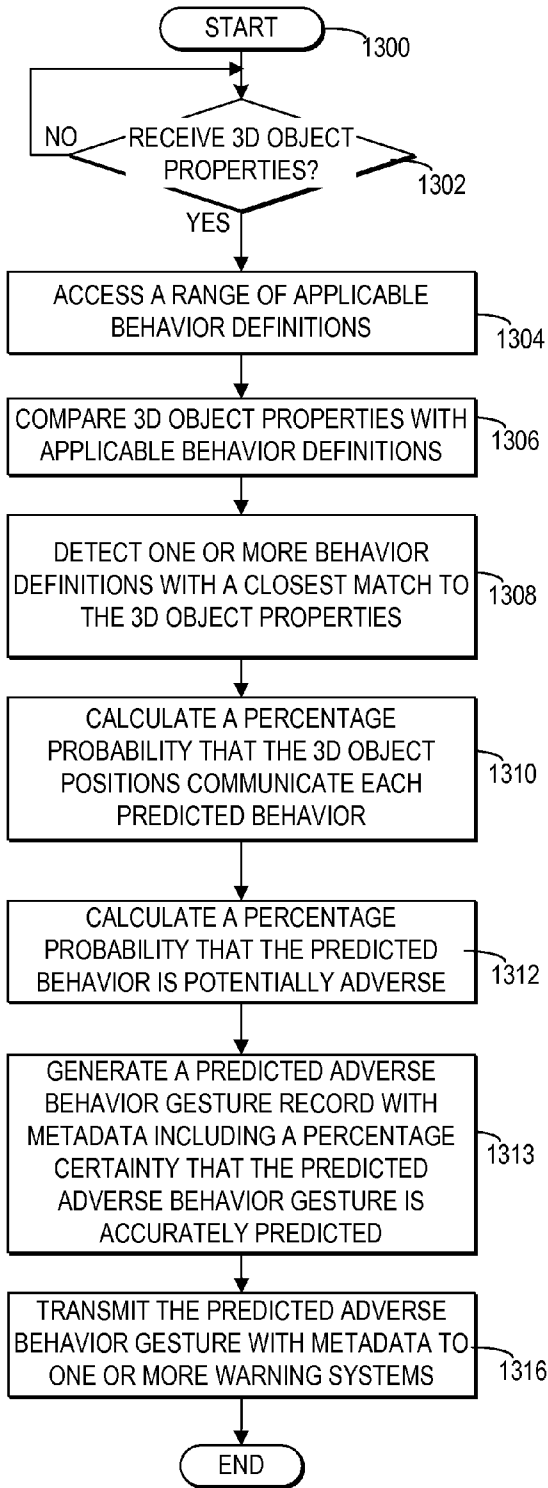 START
1300
NO
RECEIVE 3D OBJECT
PROPERTIES?
1302
YES
ACCESS A RANGE OF APPLICABLE
BEHAVIOR DEFINITIONS
1304
COMPARE 3D OBJECT PROPERTIES WITH
APPLICABLE BEHAVIOR DEFINITIONS
1306
DETECT ONE OR MORE BEHAVIOR
DEFINITIONS WITH A CLOSEST MATCH TO
THE 3D OBJECT PROPERTIES
1308
CALCULATE A PERCENTAGE
PROBABILITY THAT THE 3D OBJECT
POSITIONS COMMUNICATE EACH
PREDICTED BEHAVIOR
1310
CALCULATE A PERCENTAGE
PROBABILITY THAT THE PREDICTED
BEHAVIOR IS POTENTIALLY ADVERSE
1312
GENERATE A PREDICTED ADVERSE
BEHAVIOR GESTURE RECORD WITH
METADATA INCLUDING A PERCENTAGE
CERTAINTY THAT THE PREDICTED
ADVERSE BEHAVIOR GESTURE IS
ACCURATELY PREDICTED
1313
TRANSMIT THE PREDICTED ADVERSE
BEHAVIOR GESTURE WITH METADATA TO
ONE OR MORE WARNING SYSTEMS
1316
END